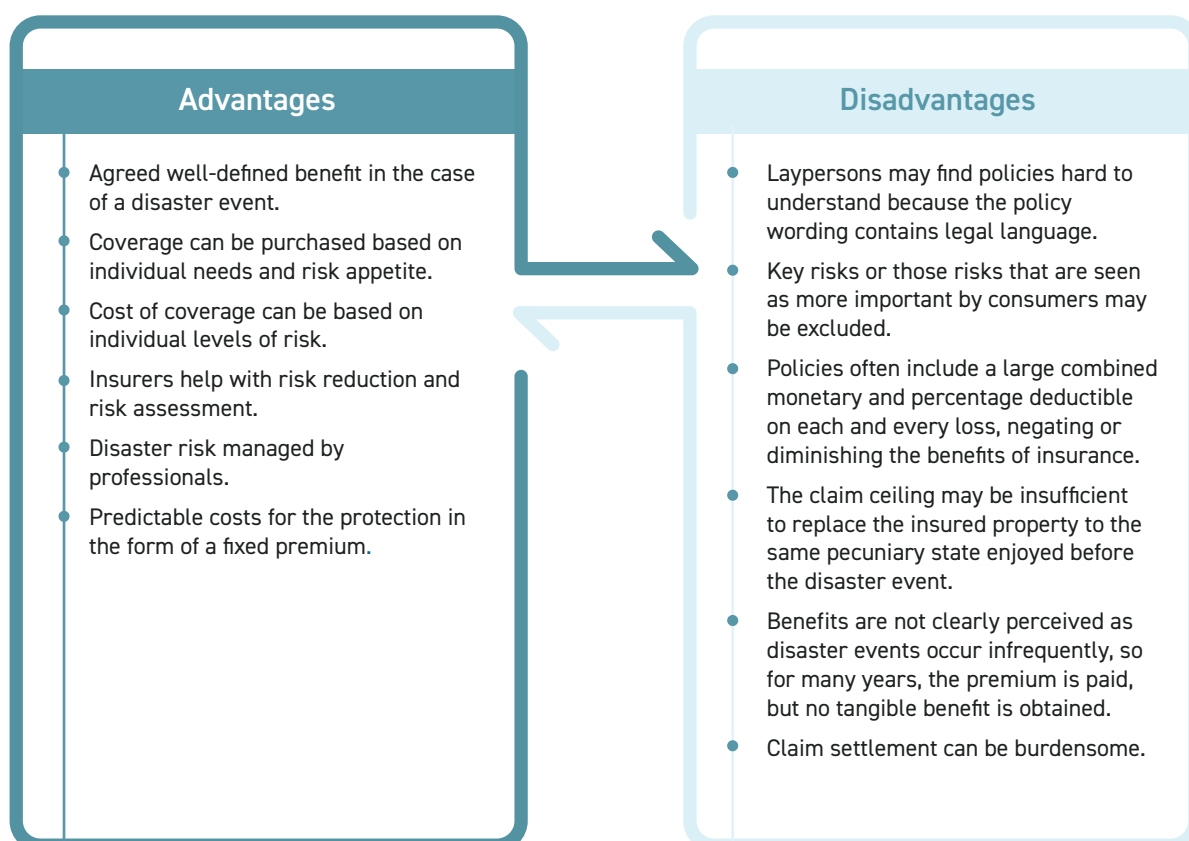 Advantages
Agreed well-defined benefit in the case
of a disaster event.
Coverage can be purchased based on
individual needs and risk appetite.
Cost of coverage can be based on
individual levels of risk.
Insurers help with risk reduction and
risk assessment.
Disaster risk managed by
professionals.
Predictable costs for the protection in
the form of a fixed premium.
Disadvantages
Laypersons may find policies hard to
understand because the policy
wording contains legal language.
Key risks or those risks that are seen
as more important by consumers may
be excluded.
Policies often include a large combined
monetary and percentage deductible
on each and every loss, negating or
diminishing the benefits of insurance.
The claim ceiling may be insufficient
to replace the insured property to the
same pecuniary state enjoyed before
the disaster event.
Benefits are not clearly perceived as
disaster events occur infrequently, so
for many years, the premium is paid,
but no tangible benefit is obtained.
Claim settlement can be burdensome.